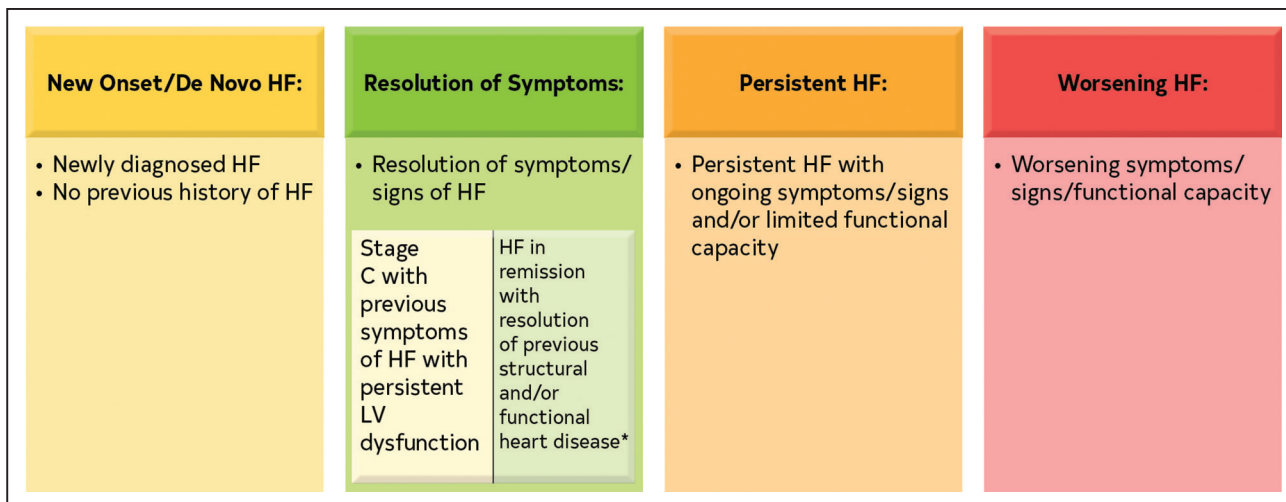 New Onset/De Novo HF:
• Newly diagnosed HF
• No previous history of HF
Resolution of Symptoms:
• Resolution of symptoms/
signs of HF
Stage
C with
previous
symptoms
of HF with
persistent
LV
dysfunction
HF in
remission
with
resolution
of previous
structural
and/or
functional
heart disease*
Persistent HF:
• Persistent HF with
ongoing symptoms/signs
and/or limited functional
capacity
Worsening HF:
• Worsening symptoms/
signs/functional capacity